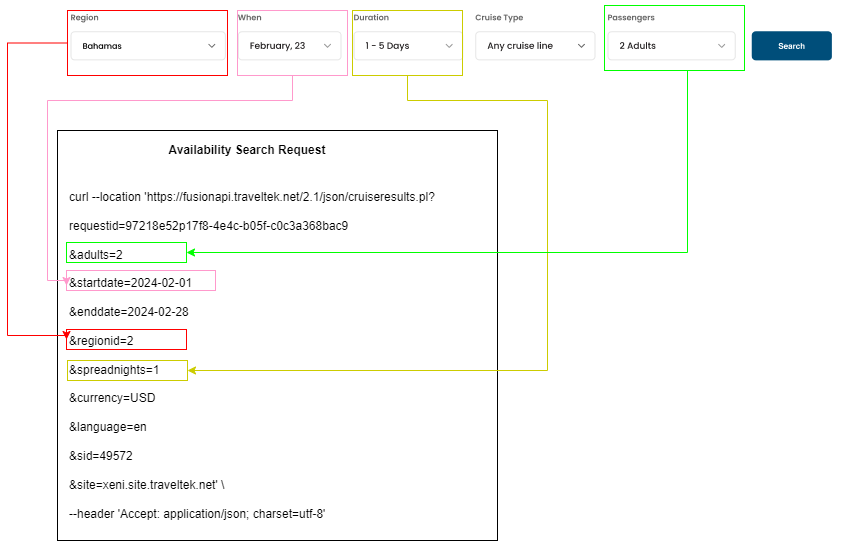 Region When Duration Cruise Type Passengers
Bahamas February, 23 1 - 5 Days Any cruise line 2 Adults Search
Availability Search Request
curl --location 'https://fusionapi.traveltek.net/2.1/json/cruiseresults.pl?
requestid=97218e52p17f8-4e4c-b05f-c0c3a368bac9
&adults=2
&startdate=2024-02-01
&enddate=2024-02-28
&regionid=2
&spreadnights=1
&currency=USD
&language=en
&sid=49572
&site=xeni.site.traveltek.net' \
--header 'Accept: application/json; charset=utf-8'